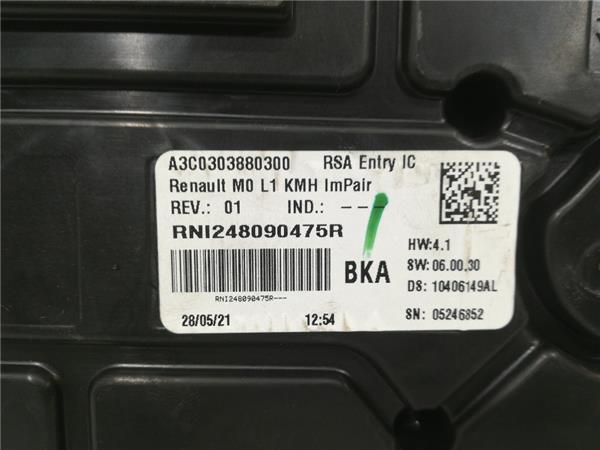 A3C0303880300 RSA Entry IC
Renault M0 L1 KMH ImPair
REV.: 01 IND.: ---
RNI248090475R
BKA
HW:4.1
SW: 06.00.30
DS: 10406149AL
RNI248090475R---
28/05/21 12:54 SN: 05246852